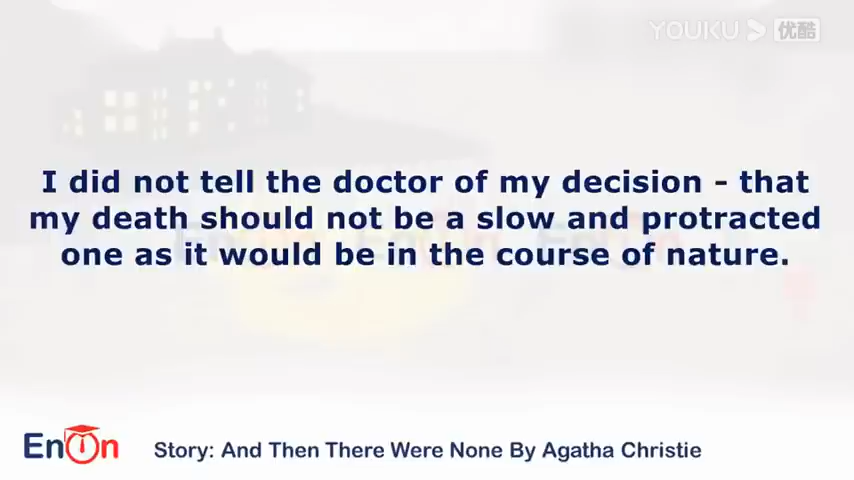 YOUKU 优酷
I did not tell the doctor of my decision - that
my death should not be a slow and protracted
one as it would be in the course of nature.
EnOn
Story: And Then There Were None By Agatha Christie